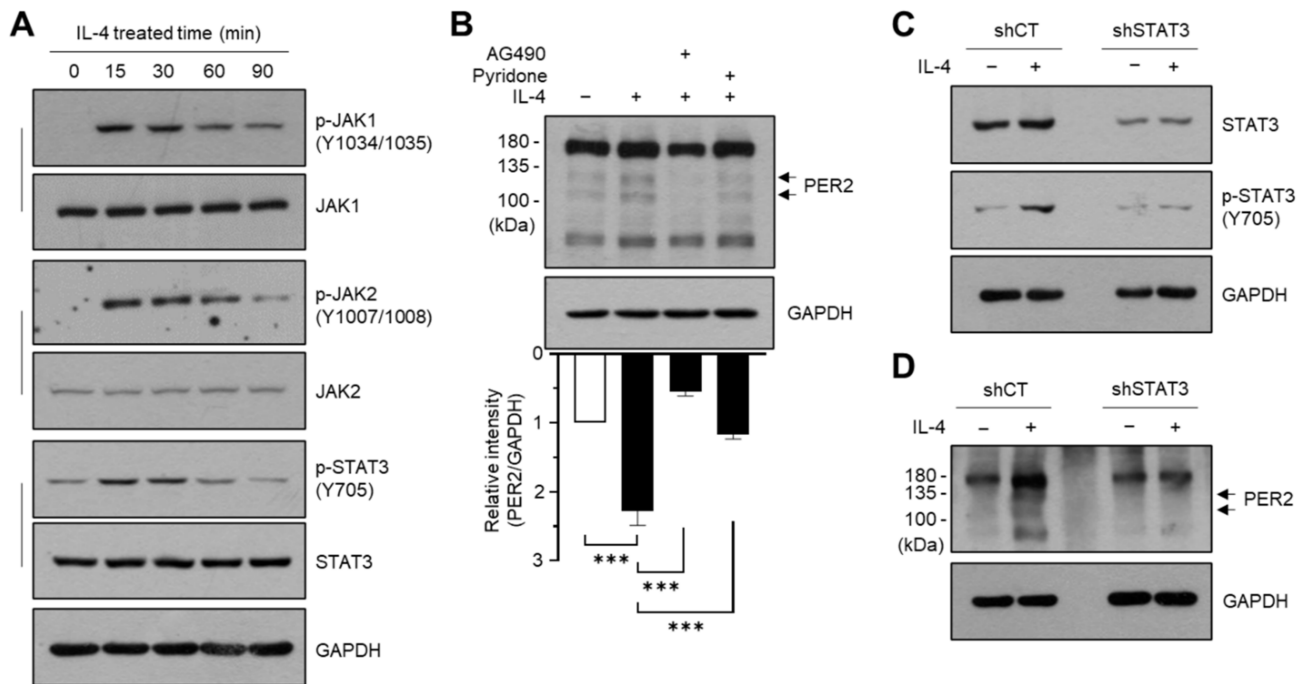 A
IL-4 treated time (min)
0 15 30 60 90
p-JAK1
(Y1034/1035)
JAK1
p-JAK2
(Y1007/1008)
JAK2
p-STAT3
(Y705)
STAT3
GAPDH
B
AG490 +
Pyridone +
IL-4 − + + +
180 -
135 -
100 -
(kDa)
PER2
GAPDH
Relative intensity
(PER2/GAPDH)
0
1
2
3
***
***
***
C
shCT shSTAT3
IL-4 − + − +
STAT3
p-STAT3
(Y705)
GAPDH
D
shCT shSTAT3
IL-4 − + − +
180 -
135 -
100 -
(kDa)
PER2
GAPDH